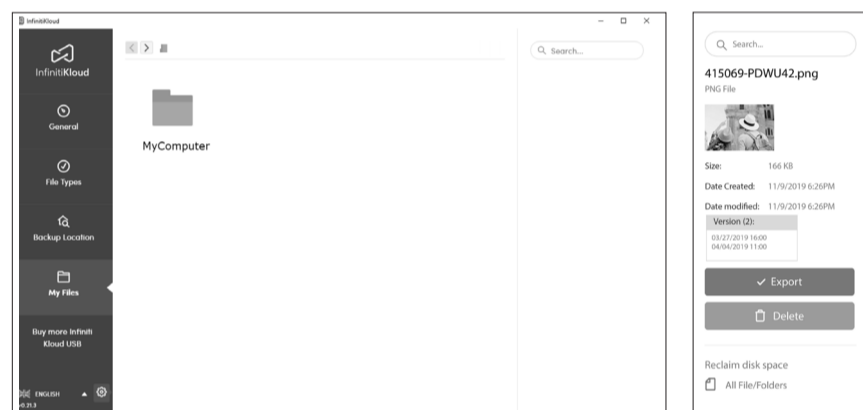 InfinitiKloud
Search...
InfinitiKloud
General
File Types
Backup Location
My Files
Buy more Infiniti
Kloud USB
ENGLISH
MyComputer
Search...
415069-PDWU42.png
PNG File
Size: 166 KB
Date Created: 11/9/2019 6:26PM
Date modified: 11/9/2019 6:26PM
Version (2):
03/27/2019 16:00
04/04/2019 11:00
Export
Delete
Reclaim disk space
All File/Folders